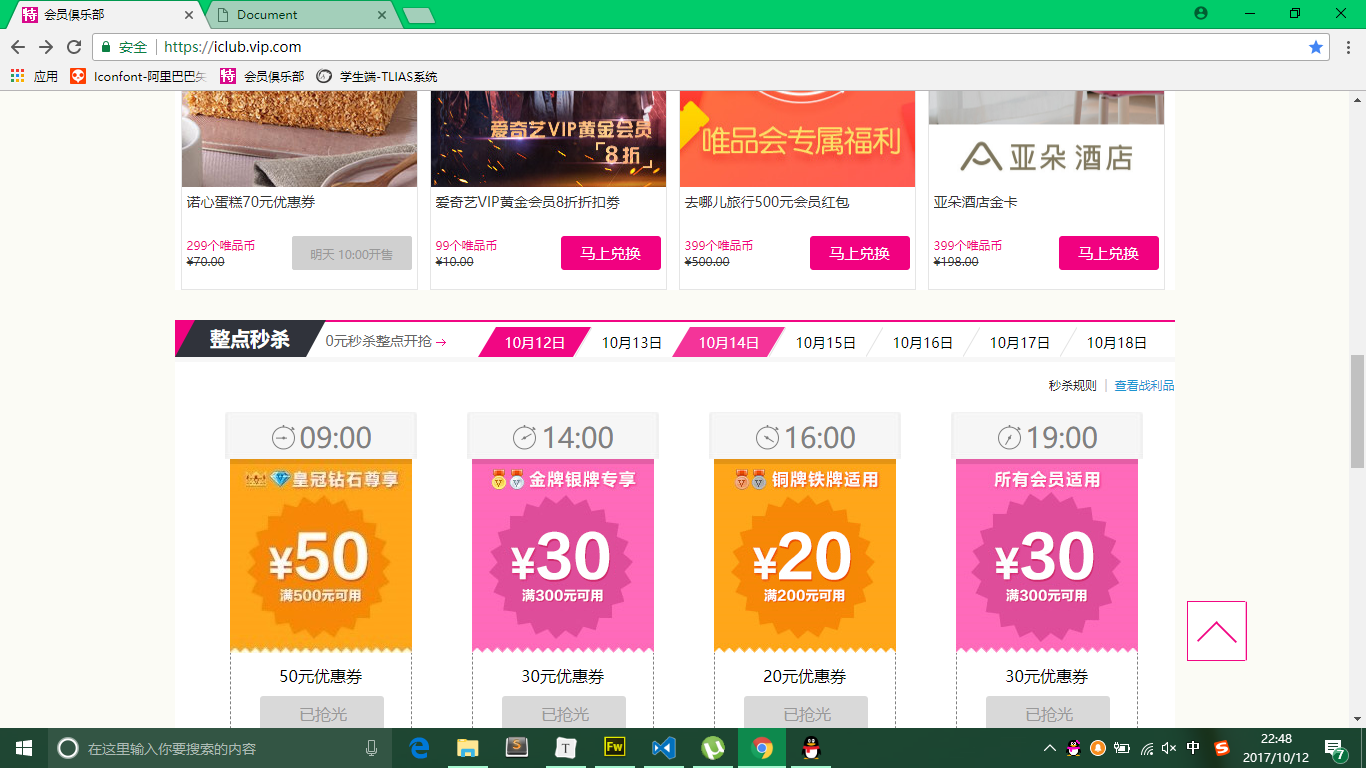 特 会员俱乐部
Document
安全 https://iclub.vip.com
应用 Iconfont-阿里巴巴矢 特 会员俱乐部 学生端-TLIAS系统
爱奇艺VIP黄金会员
8折
唯品会专属福利
亚朵酒店
诺心蛋糕70元优惠券
爱奇艺VIP黄金会员8折折扣劵
去哪儿旅行500元会员红包
亚朵酒店金卡
299个唯品币
¥70.00
明天 10:00开售
99个唯品币
¥10.00
马上兑换
399个唯品币
¥500.00
马上兑换
399个唯品币
¥198.00
马上兑换
整点秒杀 0元秒杀整点开抢→ 10月12日 10月13日 10月14日 10月15日 10月16日 10月17日 10月18日
秒杀规则 | 查看战利品
09:00
皇冠钻石尊享
¥50
满500元可用
50元优惠券
已抢光
14:00
金牌银牌专享
¥30
满300元可用
30元优惠券
已抢光
16:00
铜牌铁牌适用
¥20
满200元可用
20元优惠券
已抢光
19:00
所有会员适用
¥30
满300元可用
30元优惠券
已抢光
在这里输入你要搜索的内容
S
T
Fw
中
S
22:48
2017/10/12
7